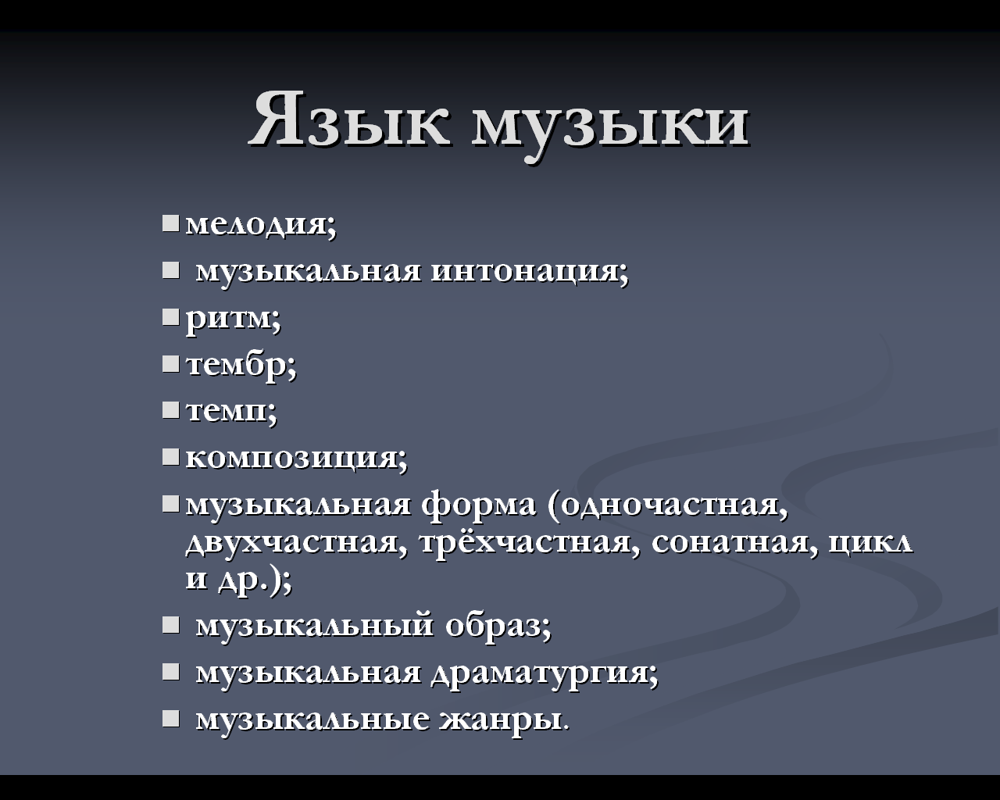 Язык музыки
мелодия;
музыкальная интонация;
ритм;
тембр;
темп;
композиция;
музыкальная форма (одночастная,
двухчастная, трёхчастная, сонатная, цикл
и др.);
музыкальный образ;
музыкальная драматургия;
музыкальные жанры.